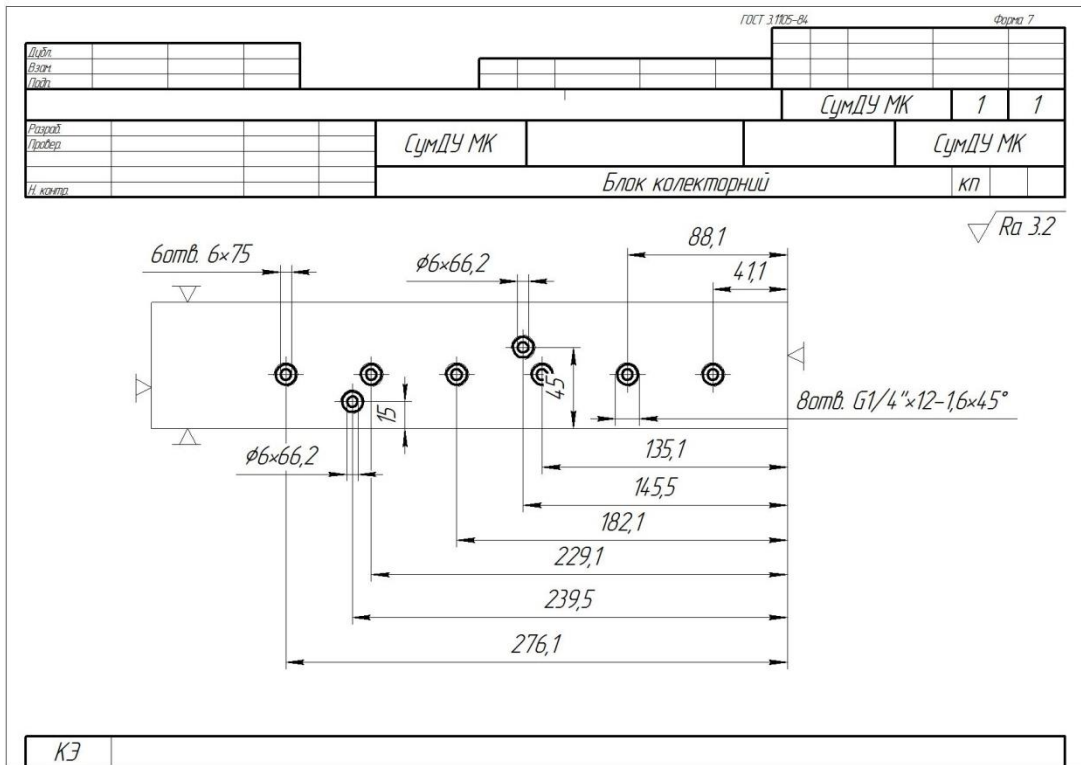 ГОСТ 3.1105-84 Форма 7
Дубл.
Взам.
Подп.
СумДУ МК 1 1
Разраб.
Провер.
СумДУ МК СумДУ МК
Н. контр.
Блок колекторний КП
Ra 3.2
88,1
6отв. 6×75
ϕ6×66,2
41,1
45
15
8отв. G1/4"×12-1,6×45°
ϕ6×66,2
135,1
145,5
182,1
229,1
239,5
276,1
КЭ